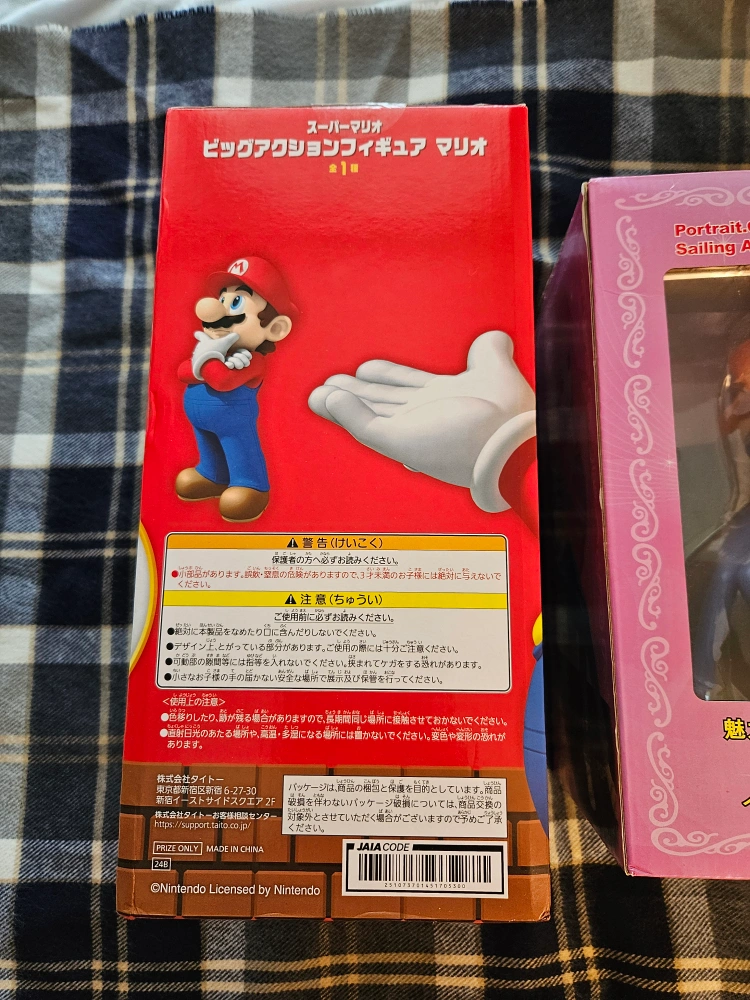 スーパーマリオ
ビッグアクションフィギュア マリオ
全1種
M
⚠警告(けいこく)
保護者の方へ必ずお読みください。
●小部品があります。誤飲・窒息の危険がありますので、3才未満のお子様には絶対に与えないで
ください。
⚠注意(ちゅうい)
ご使用前に必ずお読みください。
●絶対に本製品をなめたり口に含んだりしないでください。
●デザイン上、とがっている部分があります。ご使用の際には十分ご注意ください。
●可動部の隙間等には指等を入れないでください。挟まれてケガをする恐れがあります。
●小さなお子様の手の届かない安全な場所で展示及び保管を行ってください。
<使用上の注意>
●色移りしたり、跡が残る場合がありますので、長期間同じ場所に接触させておかないでください。
●直射日光のあたる場所や、高温・多湿になる場所には置かないでください。変色や変形の恐れが
あります。
株式会社タイトー
東京都新宿区新宿 6-27-30
新宿イーストサイドスクエア 2F
株式会社タイトーお客様相談センター
https://support.taito.co.jp/
PRIZE ONLY MADE IN CHINA
24B
©Nintendo Licensed by Nintendo
パッケージは、商品の梱包と保護を目的としています。商品
破損を伴わないパッケージ破損については、商品交換の
対象外とさせていただく場合がございますので予めご了承
ください。
JAIA CODE
251073701451705300
Portrait.
Sailing A
魅